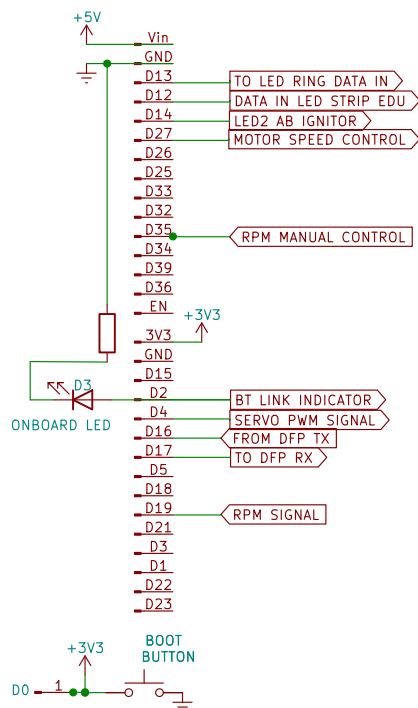 +5V
Vin
GND
D13 TO LED RING DATA IN
D12 DATA IN LED STRIP EDU
D14 LED2 AB IGNITOR
D27 MOTOR SPEED CONTROL
D26
D25
D33
D32
D35 RPM MANUAL CONTROL
D34
D39
D36
EN
+3V3
3V3
GND
D15
D3
D2 BT LINK INDICATOR
D4 SERVO PWM SIGNAL
ONBOARD LED
D16 FROM DFP TX
D17 TO DFP RX
D5
D18
D19 RPM SIGNAL
D21
D3
D1
D22
D23
BOOT
BUTTON
+3V3
D0 1